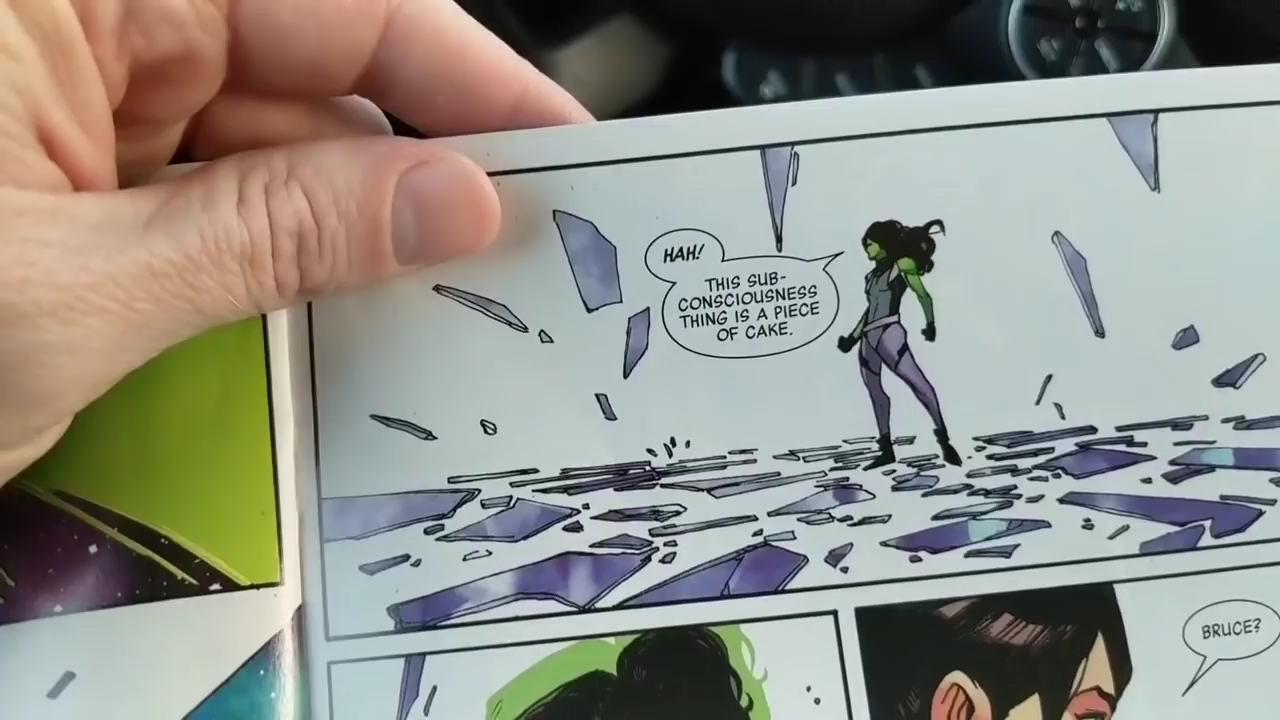 HAH!
THIS SUB-
CONSCIOUSNESS
THING IS A PIECE
OF CAKE.
BRUCE?